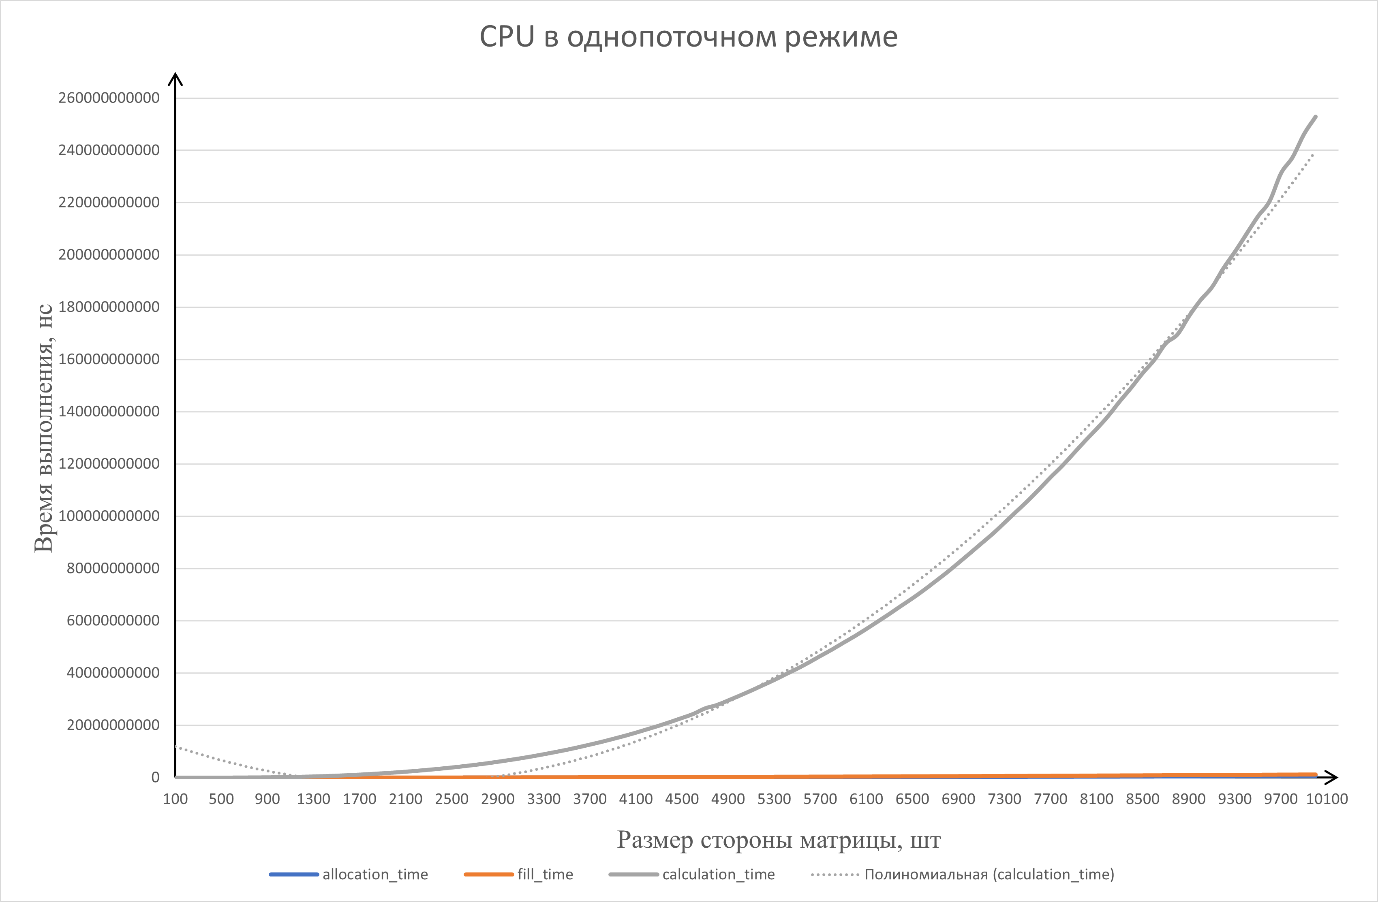 CPU в однопоточном режиме
260000000000
240000000000
220000000000
200000000000
180000000000
160000000000
140000000000
120000000000
100000000000
80000000000
60000000000
40000000000
20000000000
0
Время выполнения, нс
100 500 900 1300 1700 2100 2500 2900 3300 3700 4100 4500 4900 5300 5700 6100 6500 6900 7300 7700 8100 8500 8900 9300 9700 10100
Размер стороны матрицы, шт
allocation_time fill_time calculation_time Полиномиальная (calculation_time)